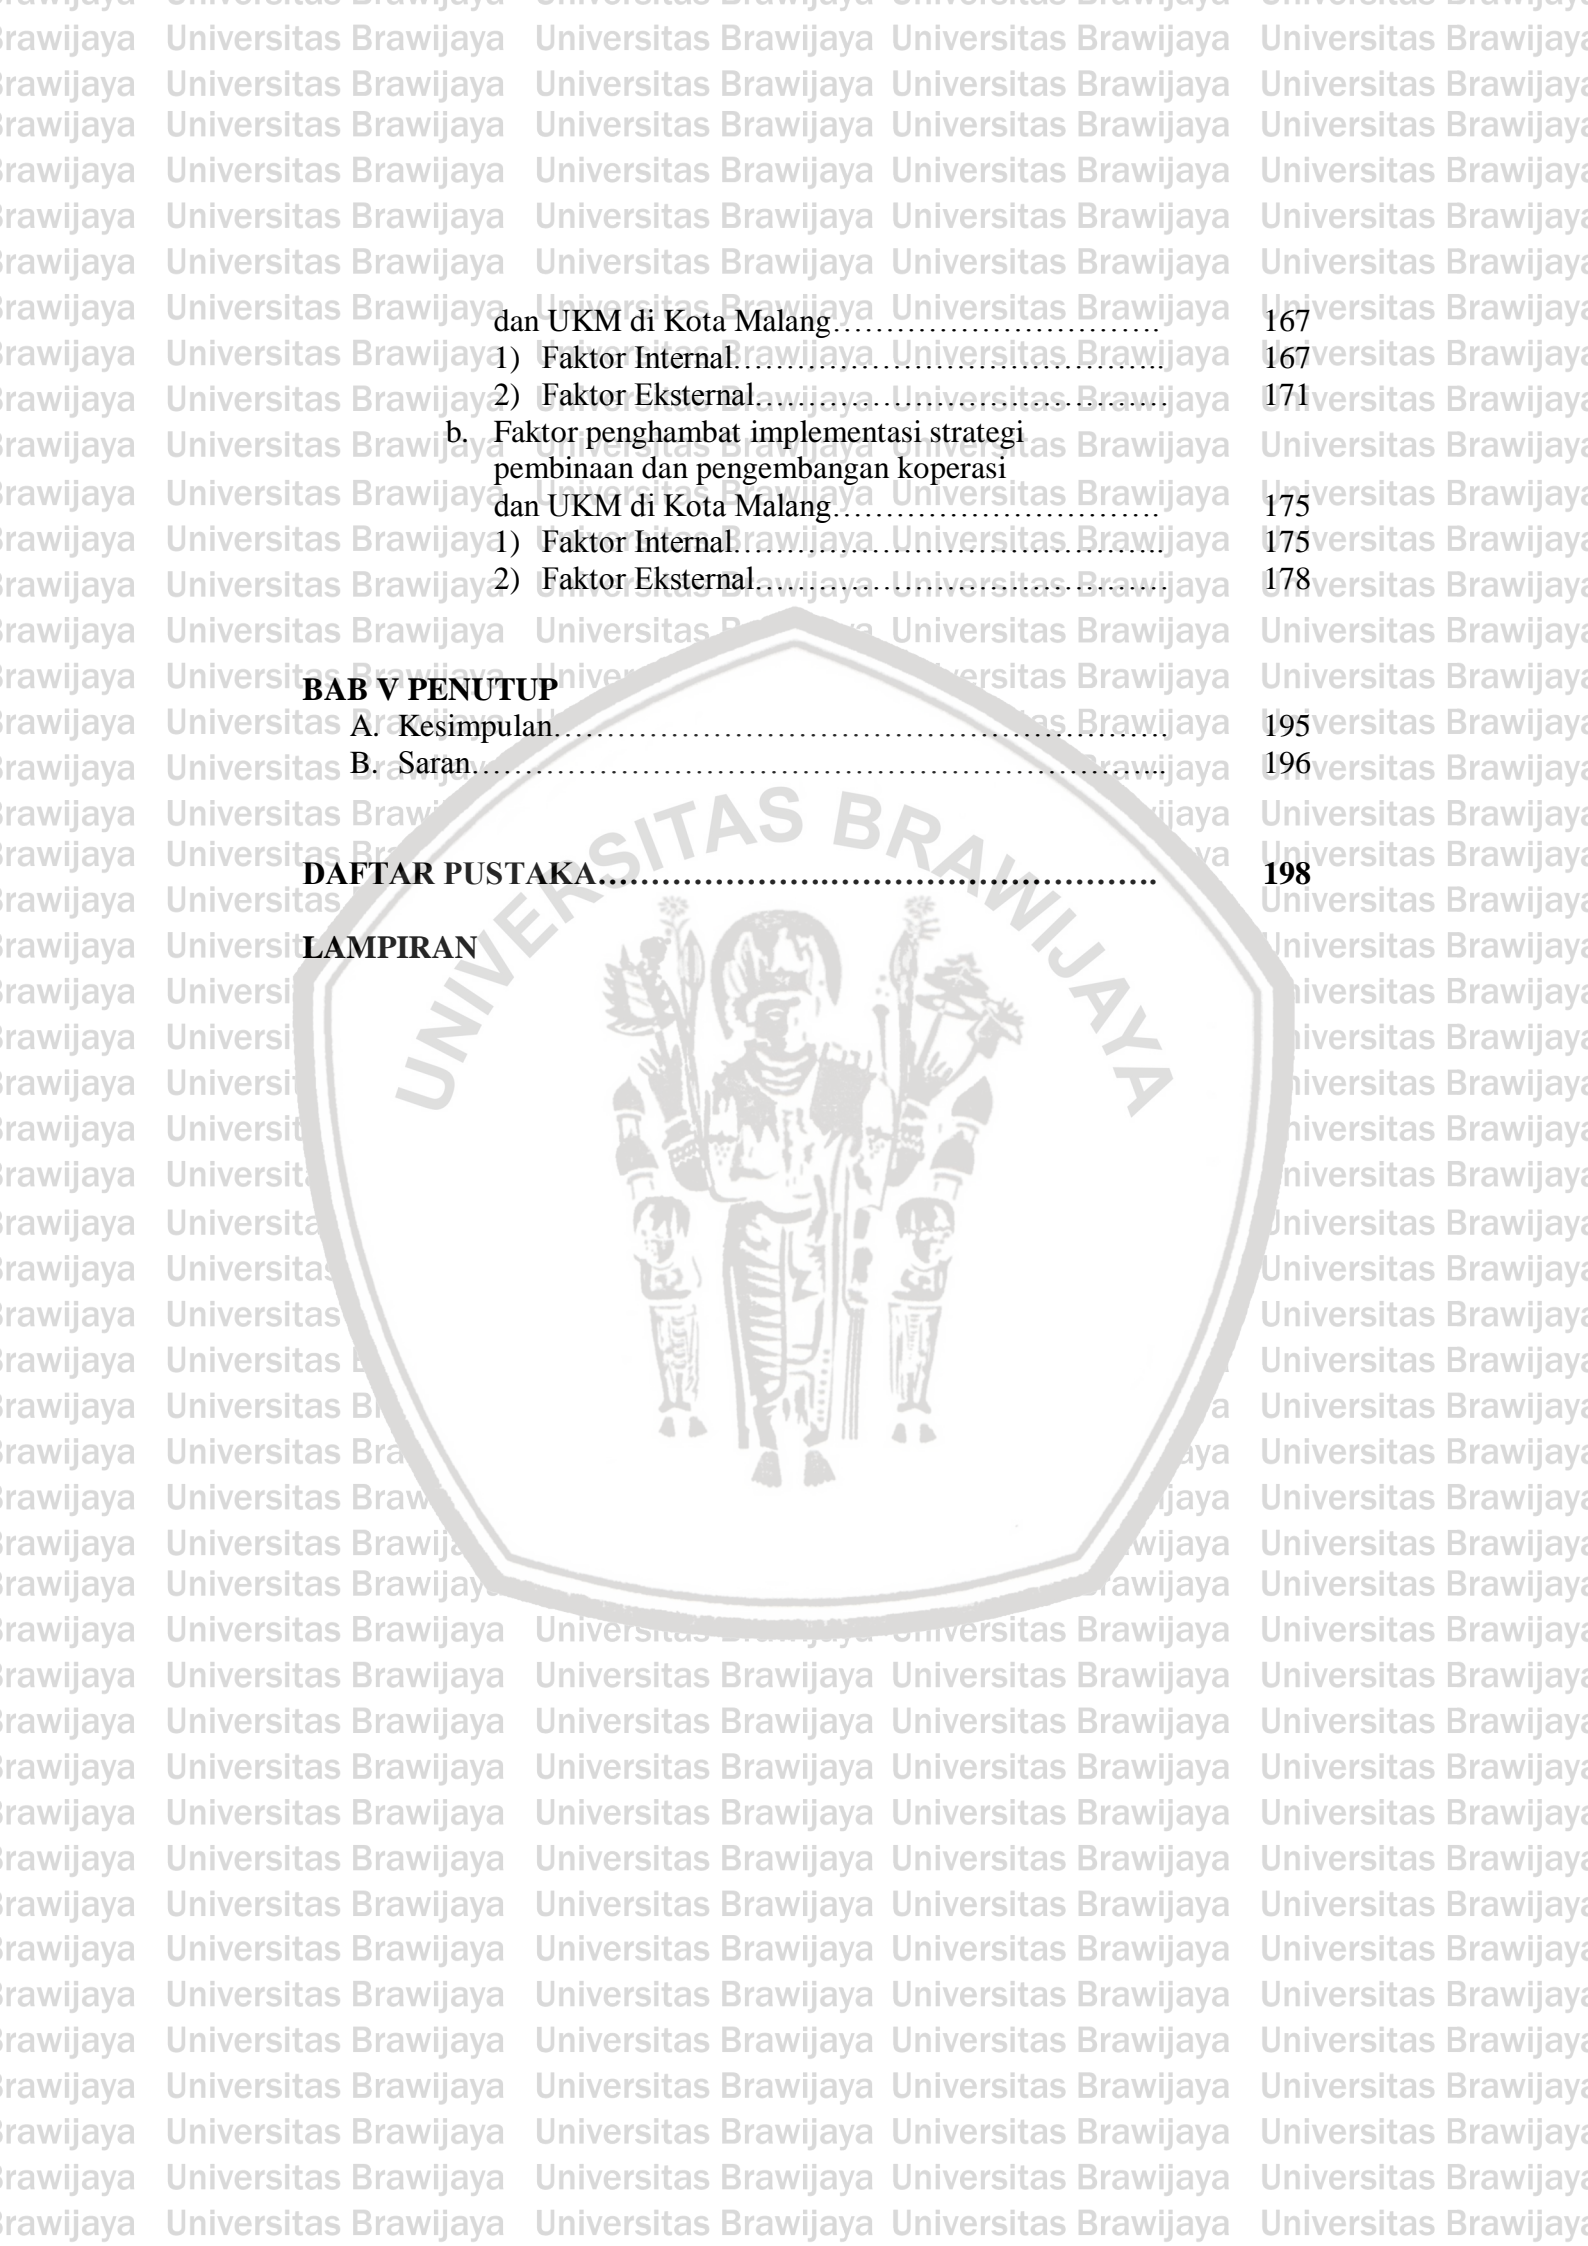 dan UKM di Kota Malang…………………………. 167
1) Faktor Internal………………………………….. 167
2) Faktor Eksternal…………………………………. 171
b. Faktor penghambat implementasi strategi
pembinaan dan pengembangan koperasi
dan UKM di Kota Malang…………………………. 175
1) Faktor Internal………………………………….. 175
2) Faktor Eksternal…………………………………. 178
BAB V PENUTUP
A. Kesimpulan………………………………………………….. 195
B. Saran………………………………………………………... 196
UNIVERSITAS BRAWIJAYA
DAFTAR PUSTAKA……………………………………………. 198
LAMPIRAN